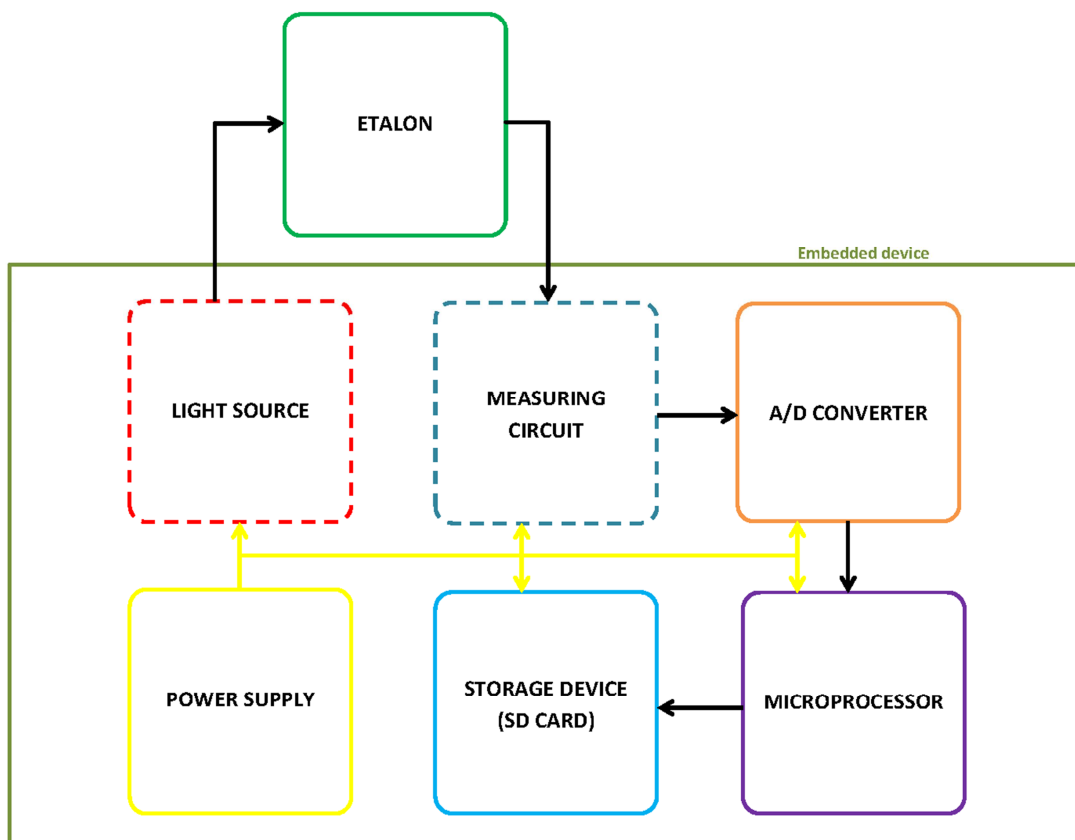 ETALON
Embedded device
LIGHT SOURCE
MEASURING
CIRCUIT
A/D CONVERTER
POWER SUPPLY
STORAGE DEVICE
(SD CARD)
MICROPROCESSOR